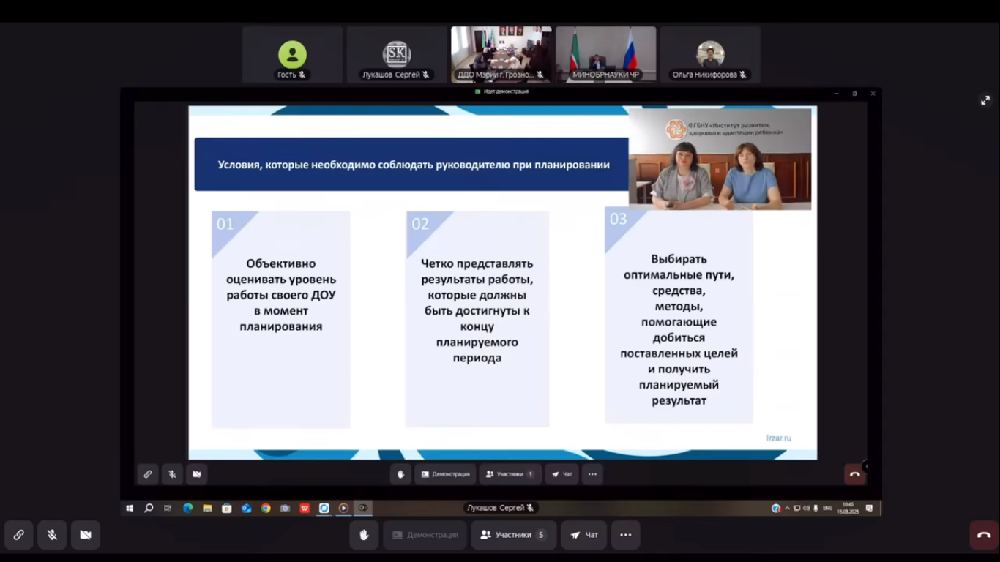 Гость
SK
Лукашов Сергей
ДДО Мэрии г. Грозно...
МИНОБРНАУКИ ЧР
Ольга Никифорова
Идет демонстрация
ФГБНУ «Институт развития,
здоровья и адаптации ребенка»
Условия, которые необходимо соблюдать руководителю при планировании
01
Объективно
оценивать уровень
работы своего ДОУ
в момент
планирования
02
Четко представлять
результаты работы,
которые должны
быть достигнуты к
концу
планируемого
периода
03
Выбирать
оптимальные пути,
средства,
методы,
помогающие
добиться
поставленных целей
и получить
планируемый
результат
irzar.ru
Демонстрация
Участники 1
Чат
Лукашов Сергей
ENG
10:46
15.08.2025
Демонстрация
Участники 5
Чат